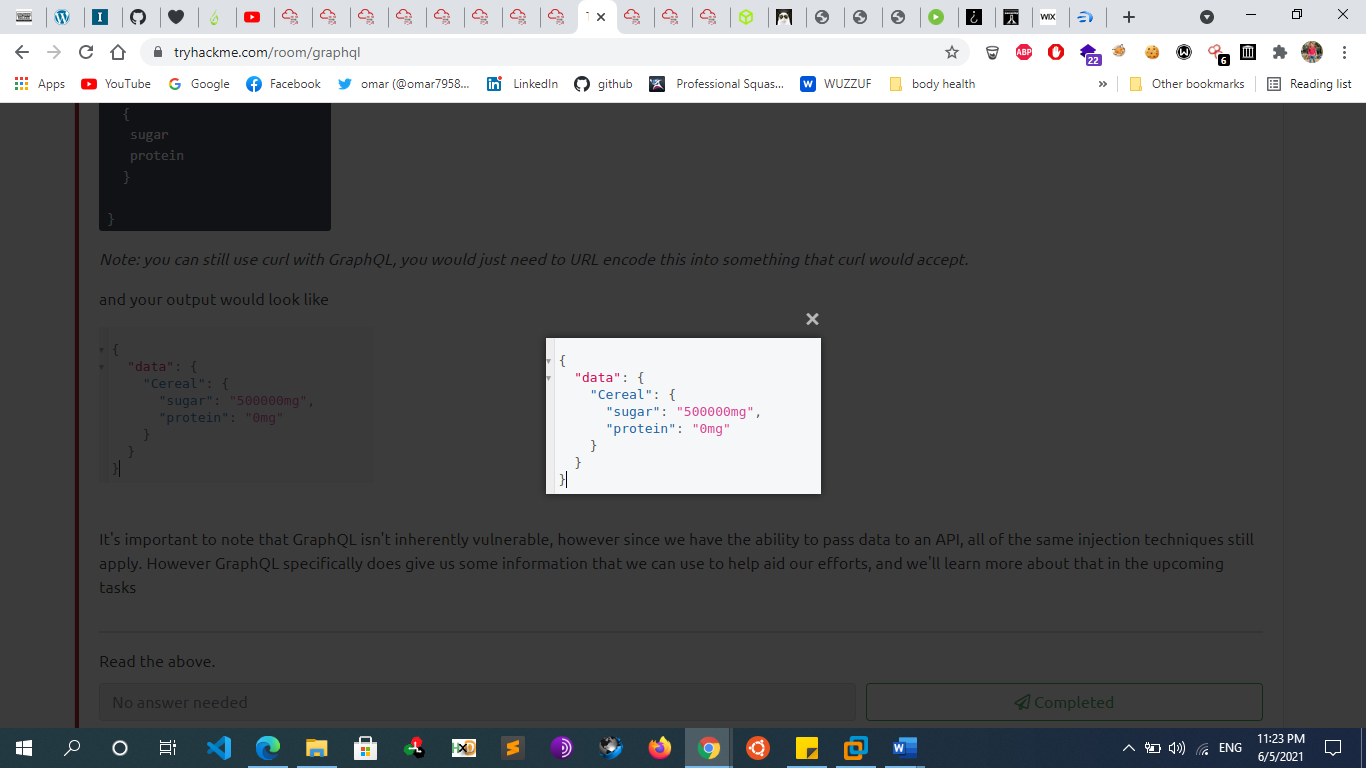 tryhackme.com/room/graphql
ABP
22
6
Apps YouTube Google Facebook omar (@omar7958... LinkedIn github Professional Squas... WUZZUF body health » Other bookmarks Reading list
{
sugar
protein
}
}
Note: you can still use curl with GraphQL, you would just need to URL encode this into something that curl would accept.
and your output would look like
{
"data": {
"Cereal": {
"sugar": "500000mg",
"protein": "0mg"
}
}
}
{
"data": {
"Cereal": {
"sugar": "500000mg",
"protein": "0mg"
}
}
}
It's important to note that GraphQL isn't inherently vulnerable, however since we have the ability to pass data to an API, all of the same injection techniques still
apply. However GraphQL specifically does give us some information that we can use to help aid our efforts, and we'll learn more about that in the upcoming
tasks
Read the above.
No answer needed
Completed
ENG
11:23 PM
6/5/2021